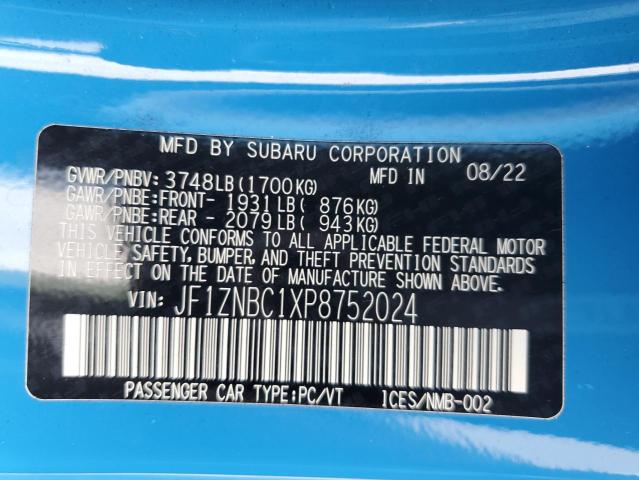 MFD BY SUBARU CORPORATION MFD IN 08/22
GVWR/PNBV: 3748LB(1700KG)
GAWR/PNBE:FRONT- 1931LB( 876KG)
GAWR/PNBE:REAR - 2079LB( 943KG)
THIS VEHICLE CONFORMS TO ALL APPLICABLE FEDERAL MOTOR
VEHICLE SAFETY, BUMPER, AND THEFT PREVENTION STANDARDS
IN EFFECT ON THE DATE OF MANUFACTURE SHOWN ABOVE.
VIN: JF1ZNBC1XP8752024
PASSENGER CAR TYPE:PC/VT ICES/NMB-002